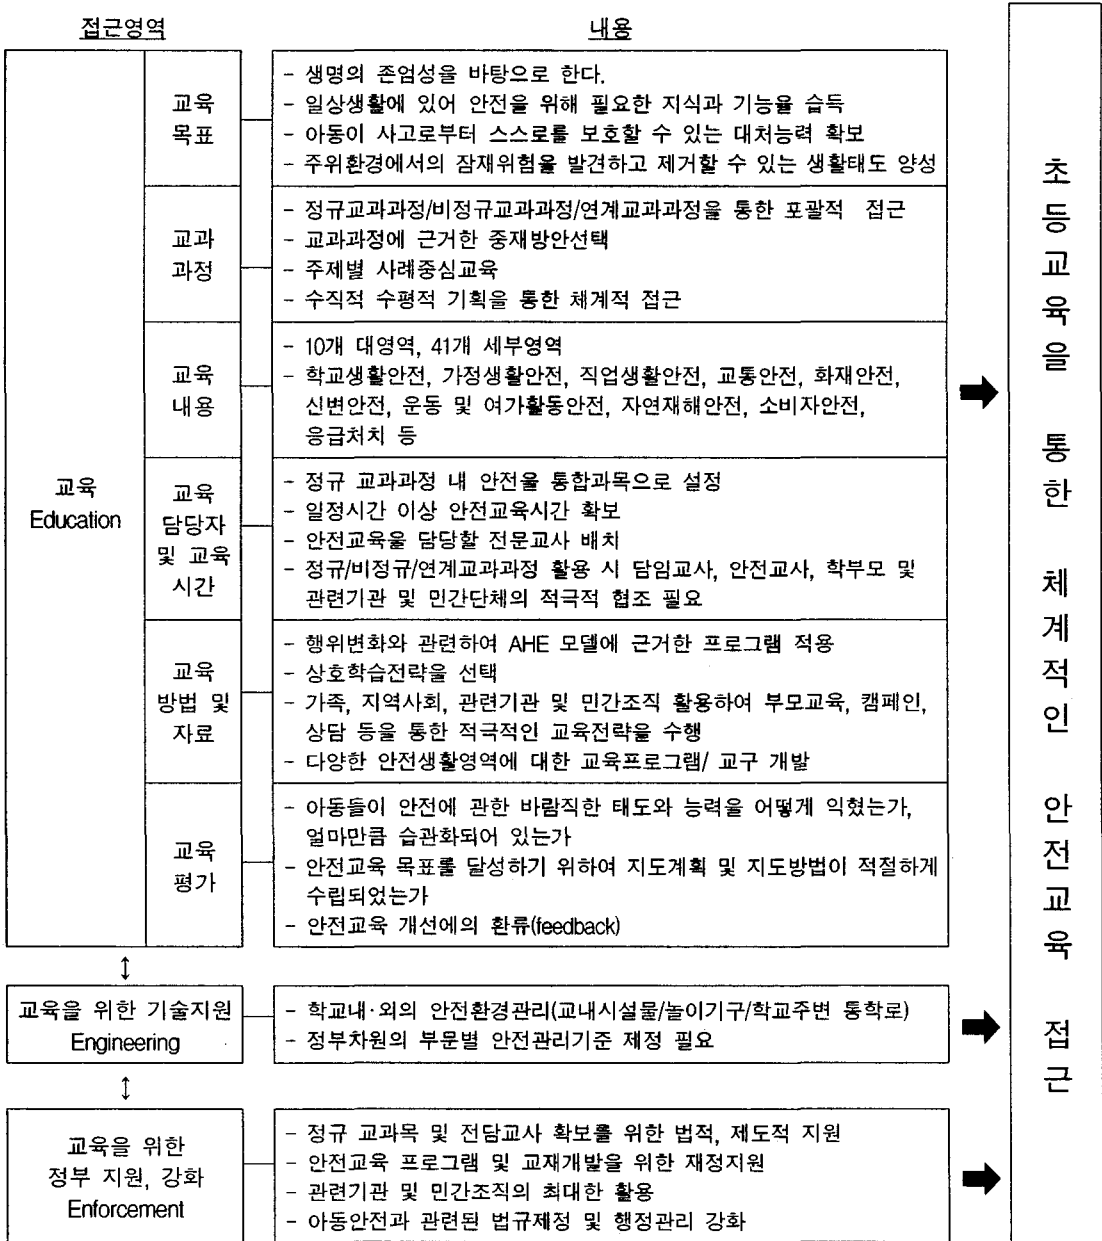 접근영역
내용
교육
Education
교육
목표
- 생명의 존엄성을 바탕으로 한다.
- 일상생활에 있어 안전을 위해 필요한 지식과 기능을 습득
- 아동이 사고로부터 스스로를 보호할 수 있는 대처능력 확보
- 주위환경에서의 잠재위험을 발견하고 제거할 수 있는 생활태도 양성
교과
과정
- 정규교과과정/비정규교과과정/연계교과과정을 통한 포괄적 접근
- 교과과정에 근거한 중재방안선택
- 주제별 사례중심교육
- 수직적 수평적 기획을 통한 체계적 접근
교육
내용
- 10개 대영역, 41개 세부영역
- 학교생활안전, 가정생활안전, 직업생활안전, 교통안전, 화재안전,
신변안전, 운동 및 여가활동안전, 자연재해안전, 소비자안전,
응급처치 등
교육
담당자
및 교육
시간
- 정규 교과과정 내 안전을 통합과목으로 설정
- 일정시간 이상 안전교육시간 확보
- 안전교육을 담당할 전문교사 배치
- 정규/비정규/연계교과과정 활용 시 담임교사, 안전교사, 학부모 및
관련기관 및 민간단체의 적극적 협조 필요
교육
방법 및
자료
- 행위변화와 관련하여 AHE 모델에 근거한 프로그램 적용
- 상호학습전략을 선택
- 가족, 지역사회, 관련기관 및 민간조직 활용하여 부모교육, 캠페인,
상담 등을 통한 적극적인 교육전략을 수행
- 다양한 안전생활영역에 대한 교육프로그램/ 교구 개발
교육
평가
- 아동들이 안전에 관한 바람직한 태도와 능력을 어떻게 익혔는가,
얼마만큼 습관화되어 있는가
- 안전교육 목표를 달성하기 위하여 지도계획 및 지도방법이 적절하게
수립되었는가
- 안전교육 개선에의 환류(feedback)
교육을 위한 기술지원
Engineering
- 학교내·외의 안전환경관리(교내시설물/놀이기구/학교주변 통학로)
- 정부차원의 부문별 안전관리기준 제정 필요
교육을 위한
정부 지원, 강화
Enforcement
- 정규 교과목 및 전담교사 확보를 위한 법적, 제도적 지원
- 안전교육 프로그램 및 교재개발을 위한 재정지원
- 관련기관 및 민간조직의 최대한 활용
- 아동안전과 관련된 법규제정 및 행정관리 강화
초등교육을 통한 체계적인 안전교육 접근